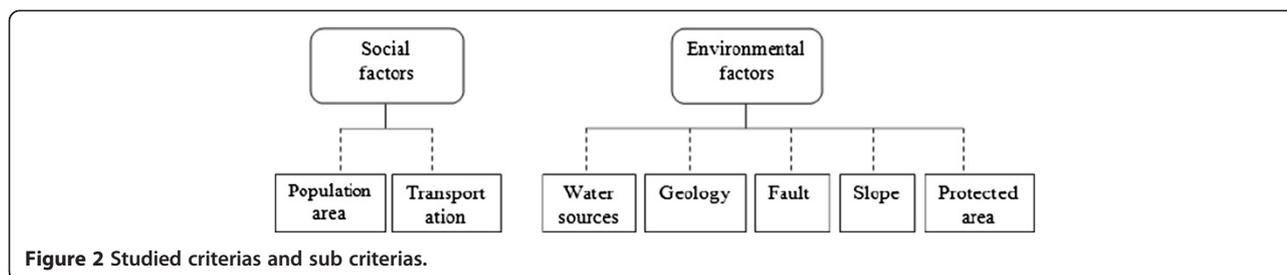 Social
factors
Environmental
factors
Population
area
Transport
ation
Water
sources
Geology
Fault
Slope
Protected
area
Figure 2 Studied criterias and sub criterias.